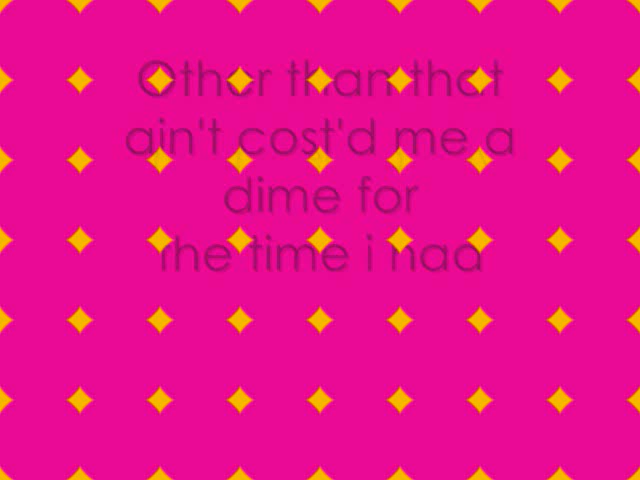 Other than that
ain't cost'd me a
dime for
the time i had